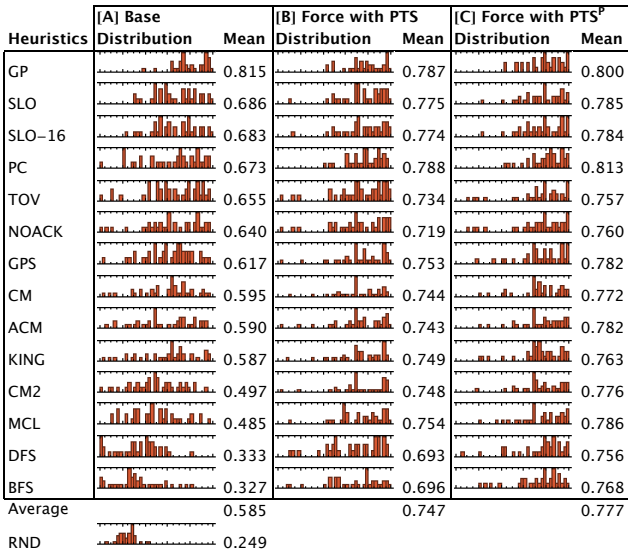 [A] Base [B] Force with PTS [C] Force with PTSᵖ
Heuristics Distribution Mean Distribution Mean Distribution Mean
GP 0.815 0.787 0.800
SLO 0.686 0.775 0.785
SLO−16 0.683 0.774 0.784
PC 0.673 0.788 0.813
TOV 0.655 0.734 0.757
NOACK 0.640 0.719 0.760
GPS 0.617 0.753 0.782
CM 0.595 0.744 0.772
ACM 0.590 0.743 0.782
KING 0.587 0.749 0.763
CM2 0.497 0.748 0.776
MCL 0.485 0.754 0.786
DFS 0.333 0.693 0.756
BFS 0.327 0.696 0.768
Average 0.585 0.747 0.777
RND 0.249